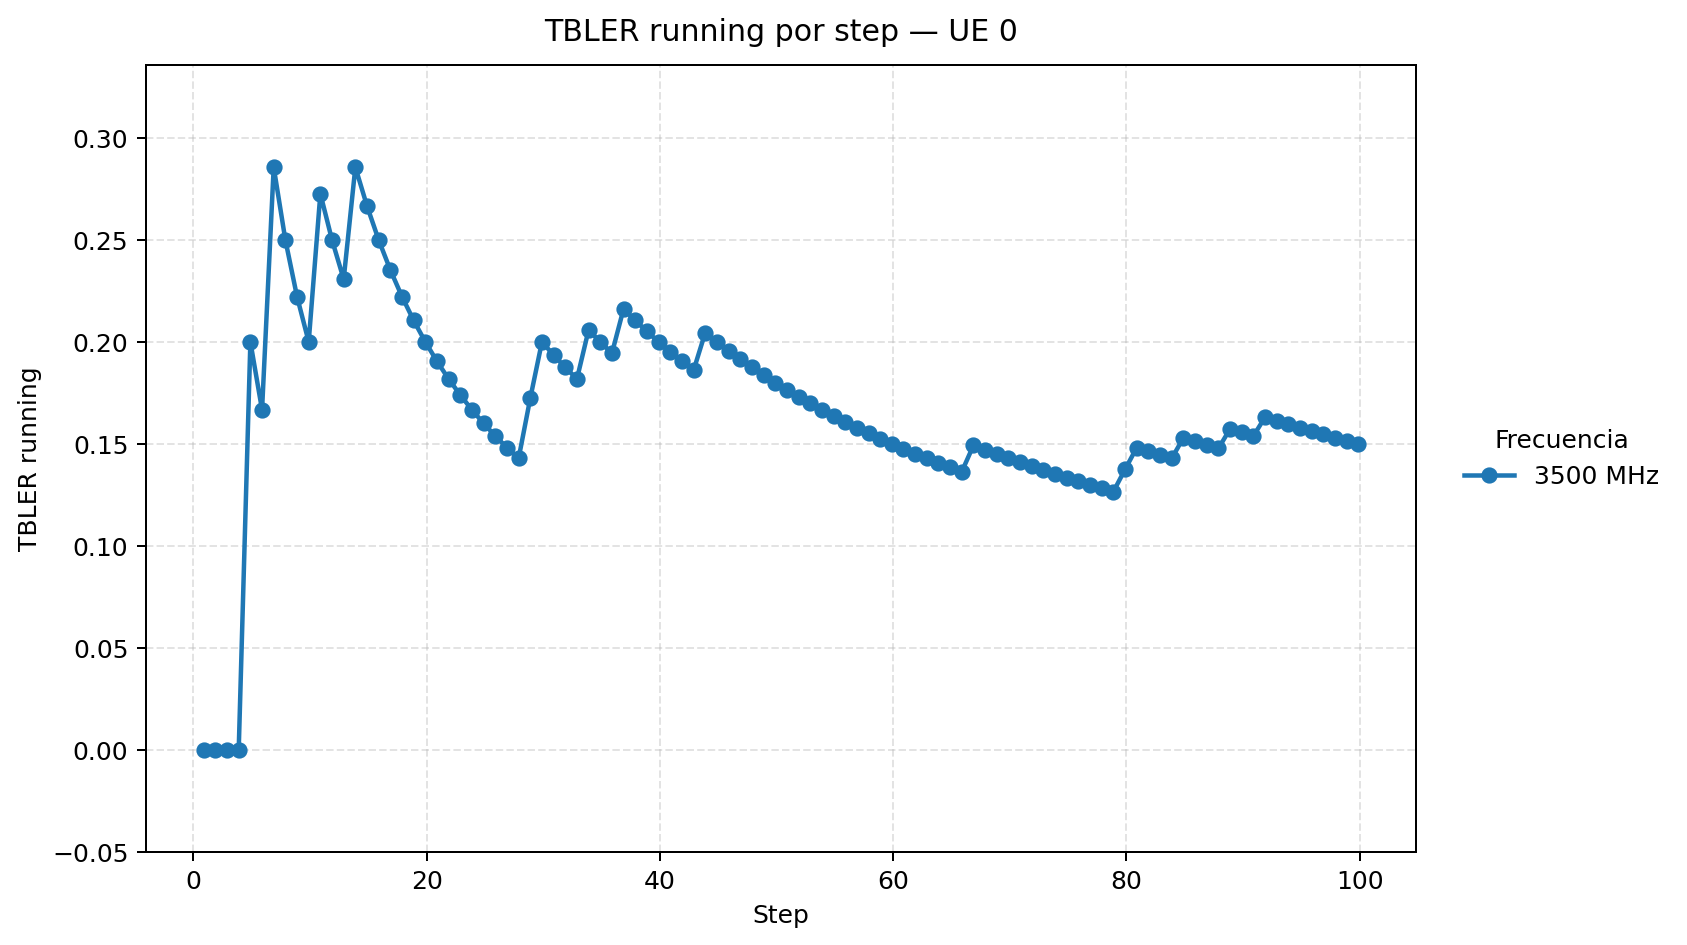 TBLER running por step — UE 0
TBLER running
0.30
0.25
0.20
0.15
0.10
0.05
0.00
−0.05
0 20 40 60 80 100
Step
Frecuencia
3500 MHz